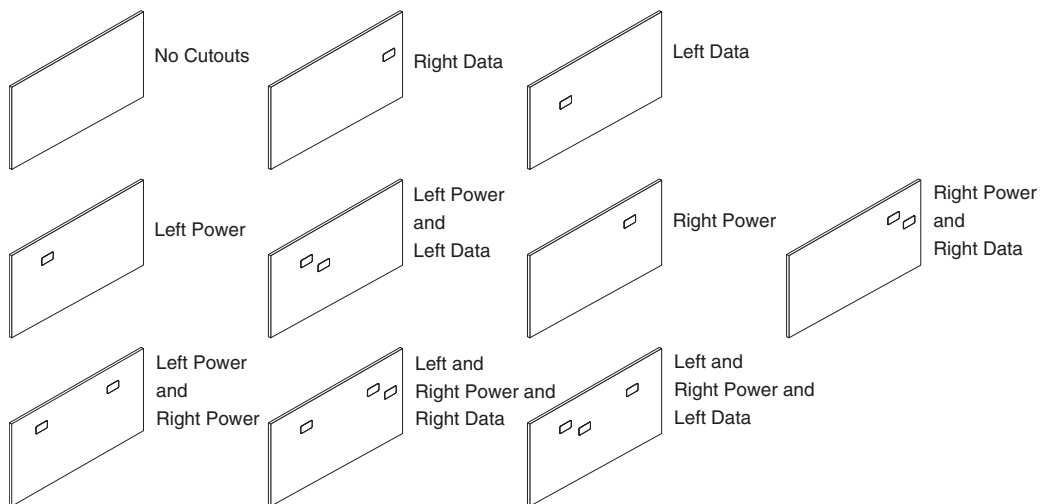 No Cutouts
Right Data
Left Data
Left Power
Left Power
and
Left Data
Right Power
Right Power
and
Right Data
Left Power
and
Right Power
Left and
Right Power and
Right Data
Left and
Right Power and
Left Data